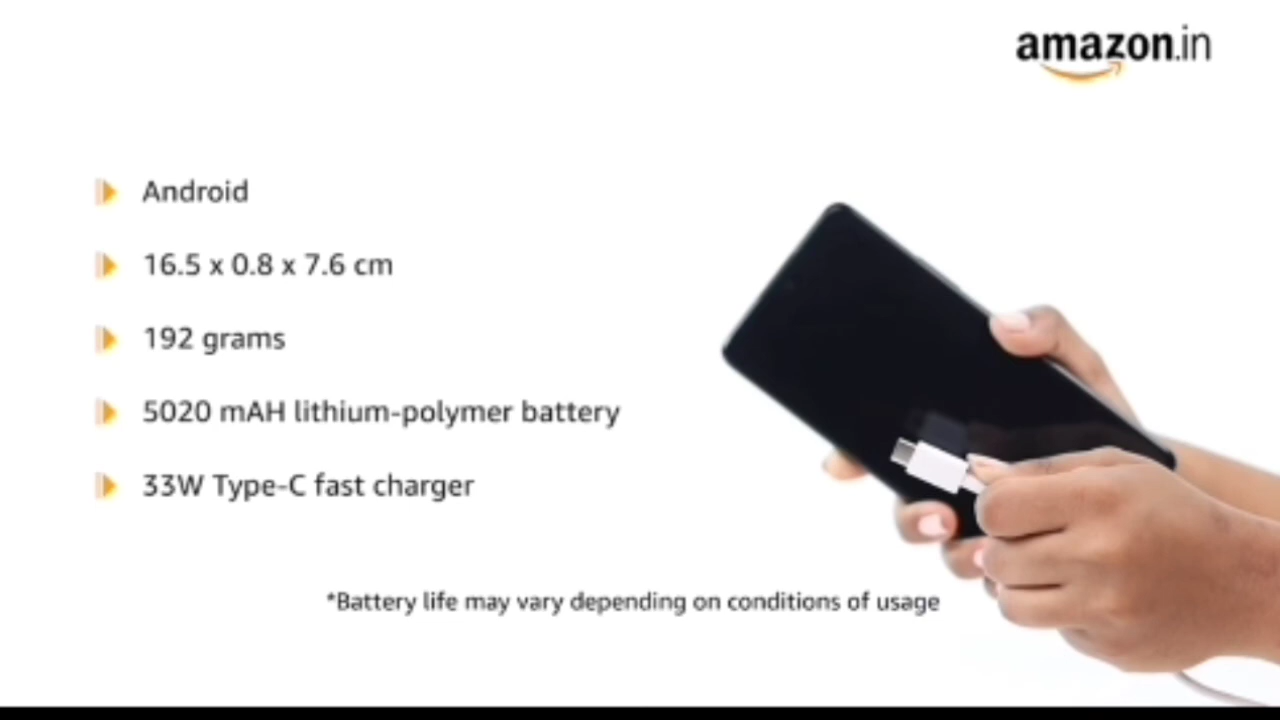 amazon.in
Android
16.5 x 0.8 x 7.6 cm
192 grams
5020 mAH lithium-polymer battery
33W Type-C fast charger
*Battery life may vary depending on conditions of usage